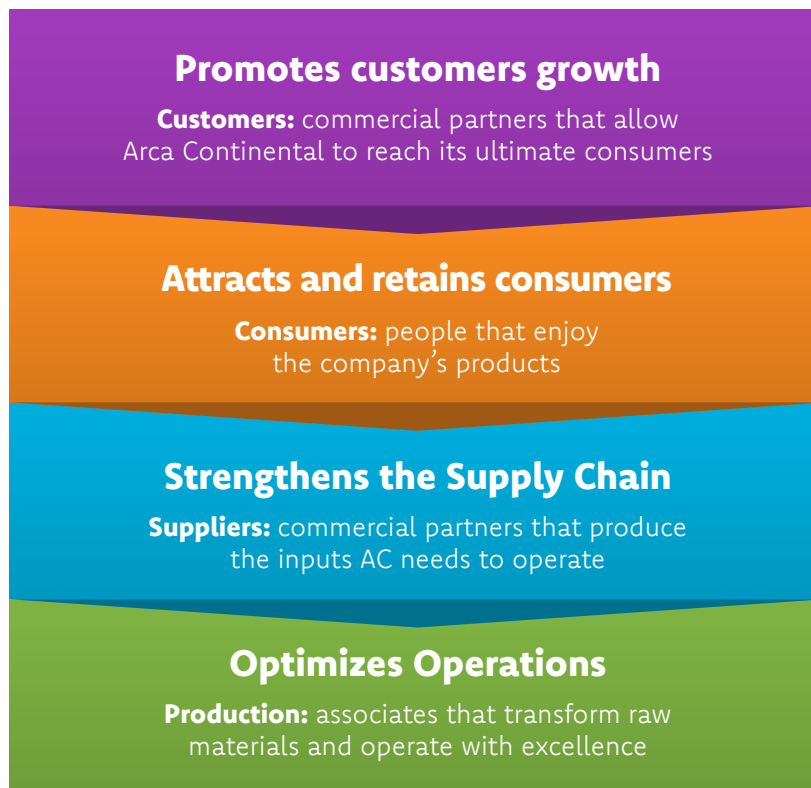 Promotes customers growth
Customers: commercial partners that allow
Arca Continental to reach its ultimate consumers
Attracts and retains consumers
Consumers: people that enjoy
the company's products
Strengthens the Supply Chain
Suppliers: commercial partners that produce
the inputs AC needs to operate
Optimizes Operations
Production: associates that transform raw
materials and operate with excellence